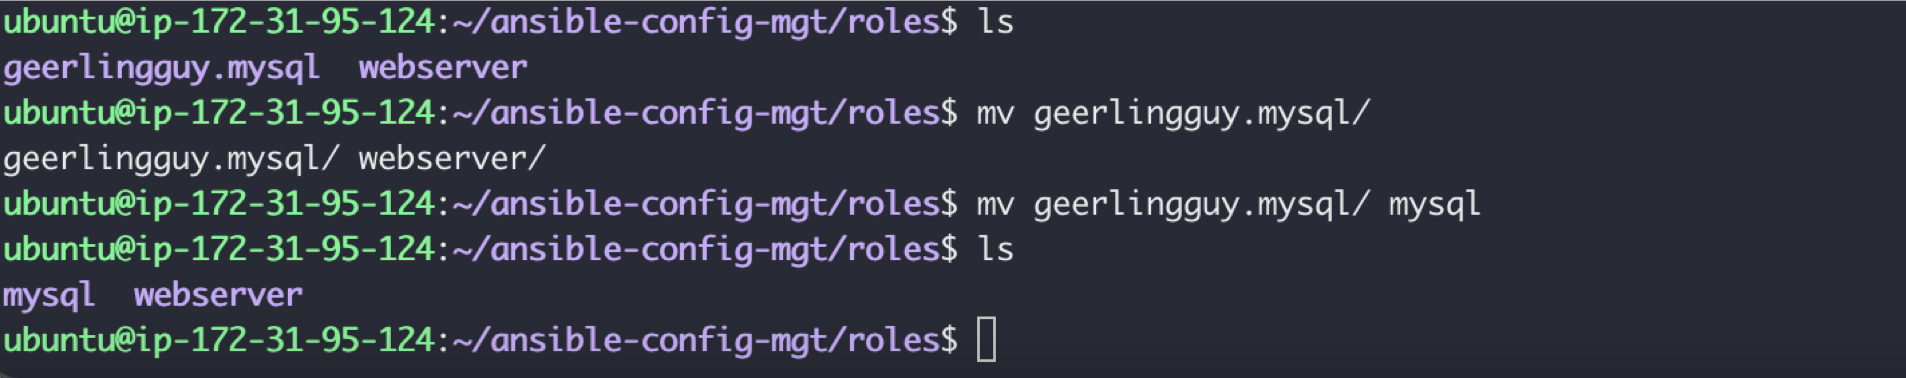 ubuntu@ip-172-31-95-124:~/ansible-config-mgt/roles$ ls
geerlingguy.mysql  webserver
ubuntu@ip-172-31-95-124:~/ansible-config-mgt/roles$ mv geerlingguy.mysql/
geerlingguy.mysql/ webserver/
ubuntu@ip-172-31-95-124:~/ansible-config-mgt/roles$ mv geerlingguy.mysql/ mysql
ubuntu@ip-172-31-95-124:~/ansible-config-mgt/roles$ ls
mysql  webserver
ubuntu@ip-172-31-95-124:~/ansible-config-mgt/roles$